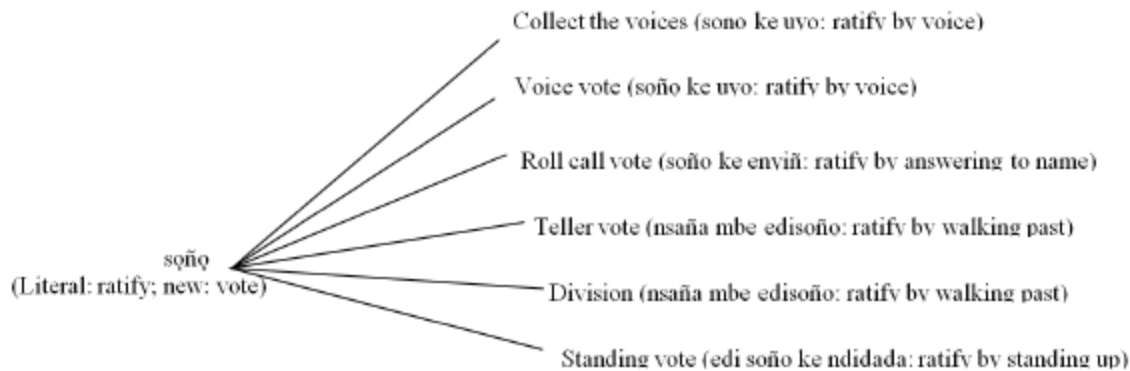 Collect the voices (sono ke uyo: ratify by voice)
Voice vote (soño ke uyo: ratify by voice)
Roll call vote (soño ke enyiñ: ratify by answering to name)
Teller vote (nsaña mbe edisoño: ratify by walking past)
sọñọ
(Literal: ratify; new: vote)
Division (nsaña mbe edisoño: ratify by walking past)
Standing vote (edi soño ke ndidada: ratify by standing up)